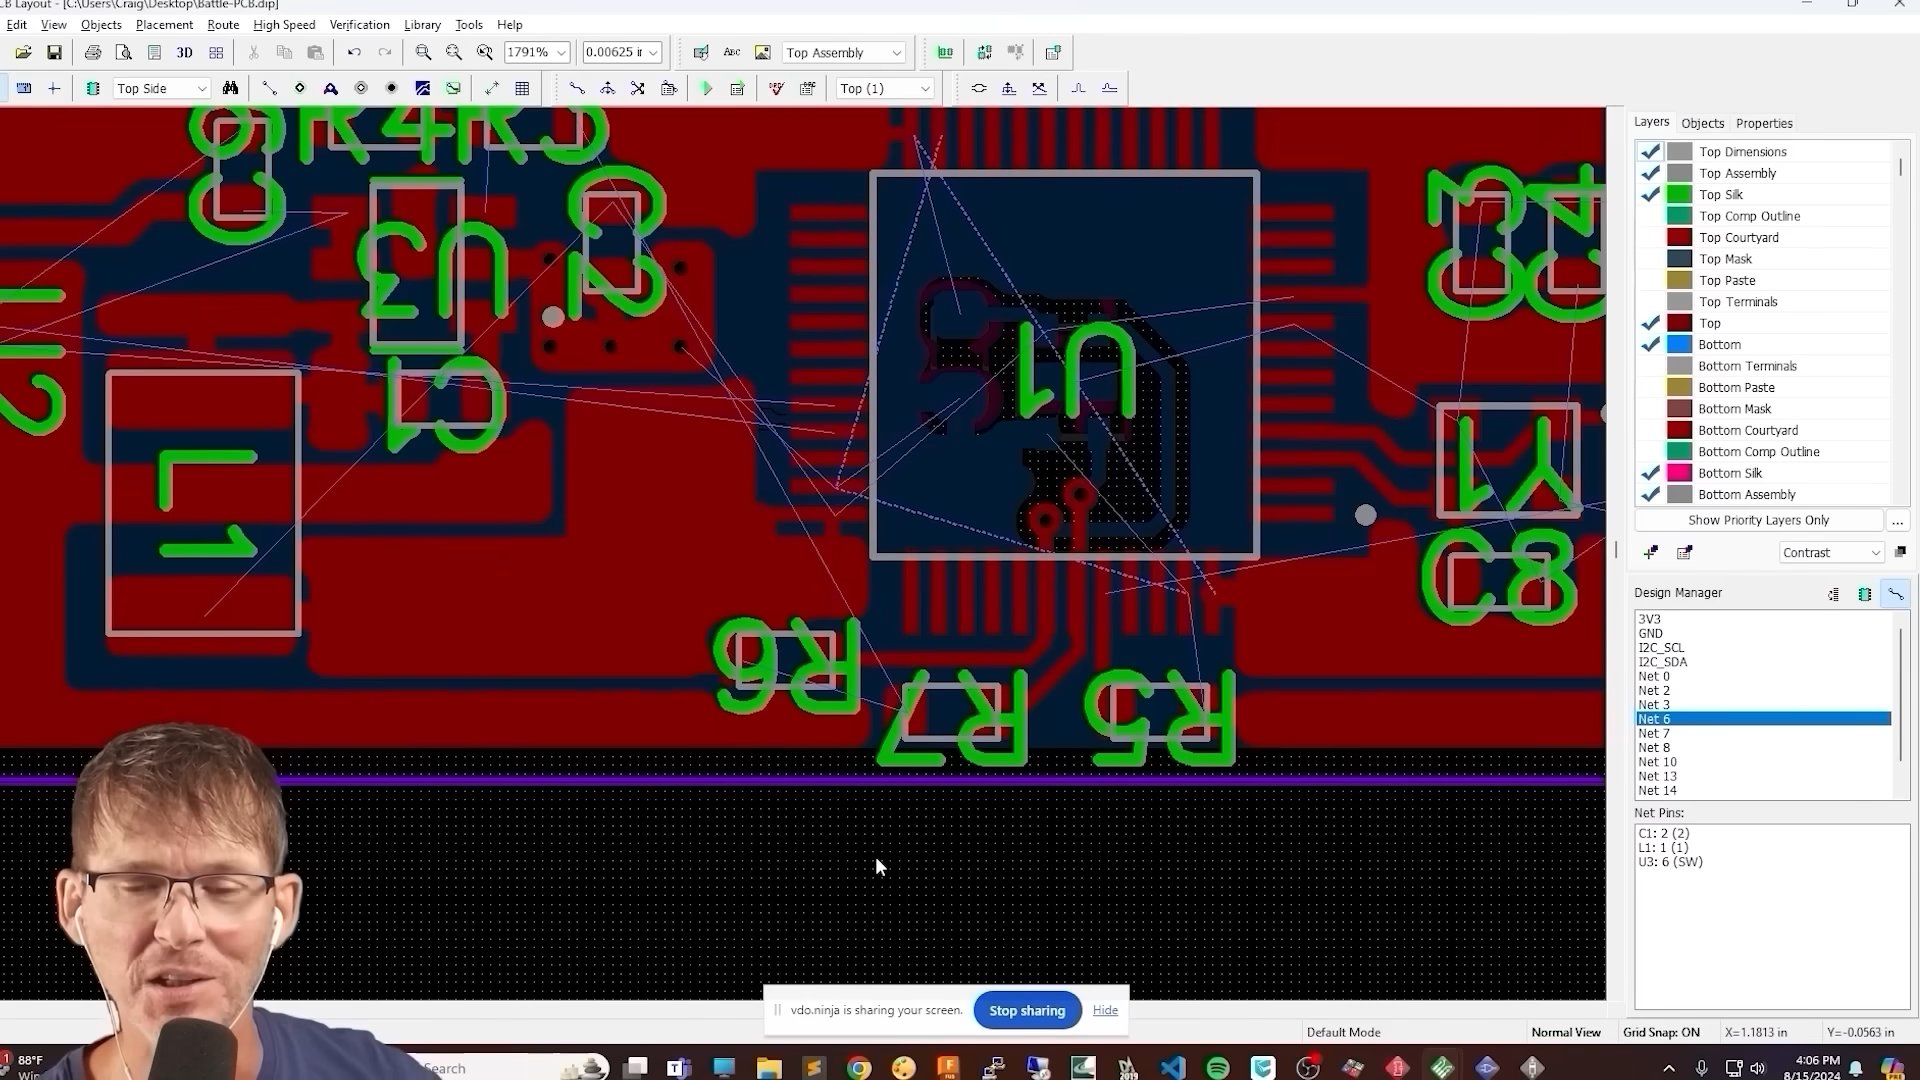 CB Layout - [C:\Users\Craig\Desktop\Battle-PCB.dip]
Edit View Objects Placement Route High Speed Verification Library Tools Help
3D 1791% 0.00625 ir Abc Top Assembly
Top Side Top (1)
Layers Objects Properties
Top Dimensions
Top Assembly
Top Silk
Top Comp Outline
Top Courtyard
Top Mask
Top Paste
Top Terminals
Top
Bottom
Bottom Terminals
Bottom Paste
Bottom Mask
Bottom Courtyard
Bottom Comp Outline
Bottom Silk
Bottom Assembly
Show Priority Layers Only ...
Contrast
Design Manager
3V3
GND
I2C_SCL
I2C_SDA
Net 0
Net 2
Net 3
Net 6
Net 7
Net 8
Net 10
Net 13
Net 14
Net Pins:
C1: 2 (2)
L1: 1 (1)
U3: 6 (SW)
R4
U3
C2
C1
L1
U1
Y1
C8
R6
R7
R5
vdo.ninja is sharing your screen. Stop sharing Hide
Default Mode Normal View Grid Snap: ON X=1.1813 in Y=-0.0563 in
1
88°F
Search
2019
4:06 PM
8/15/2024